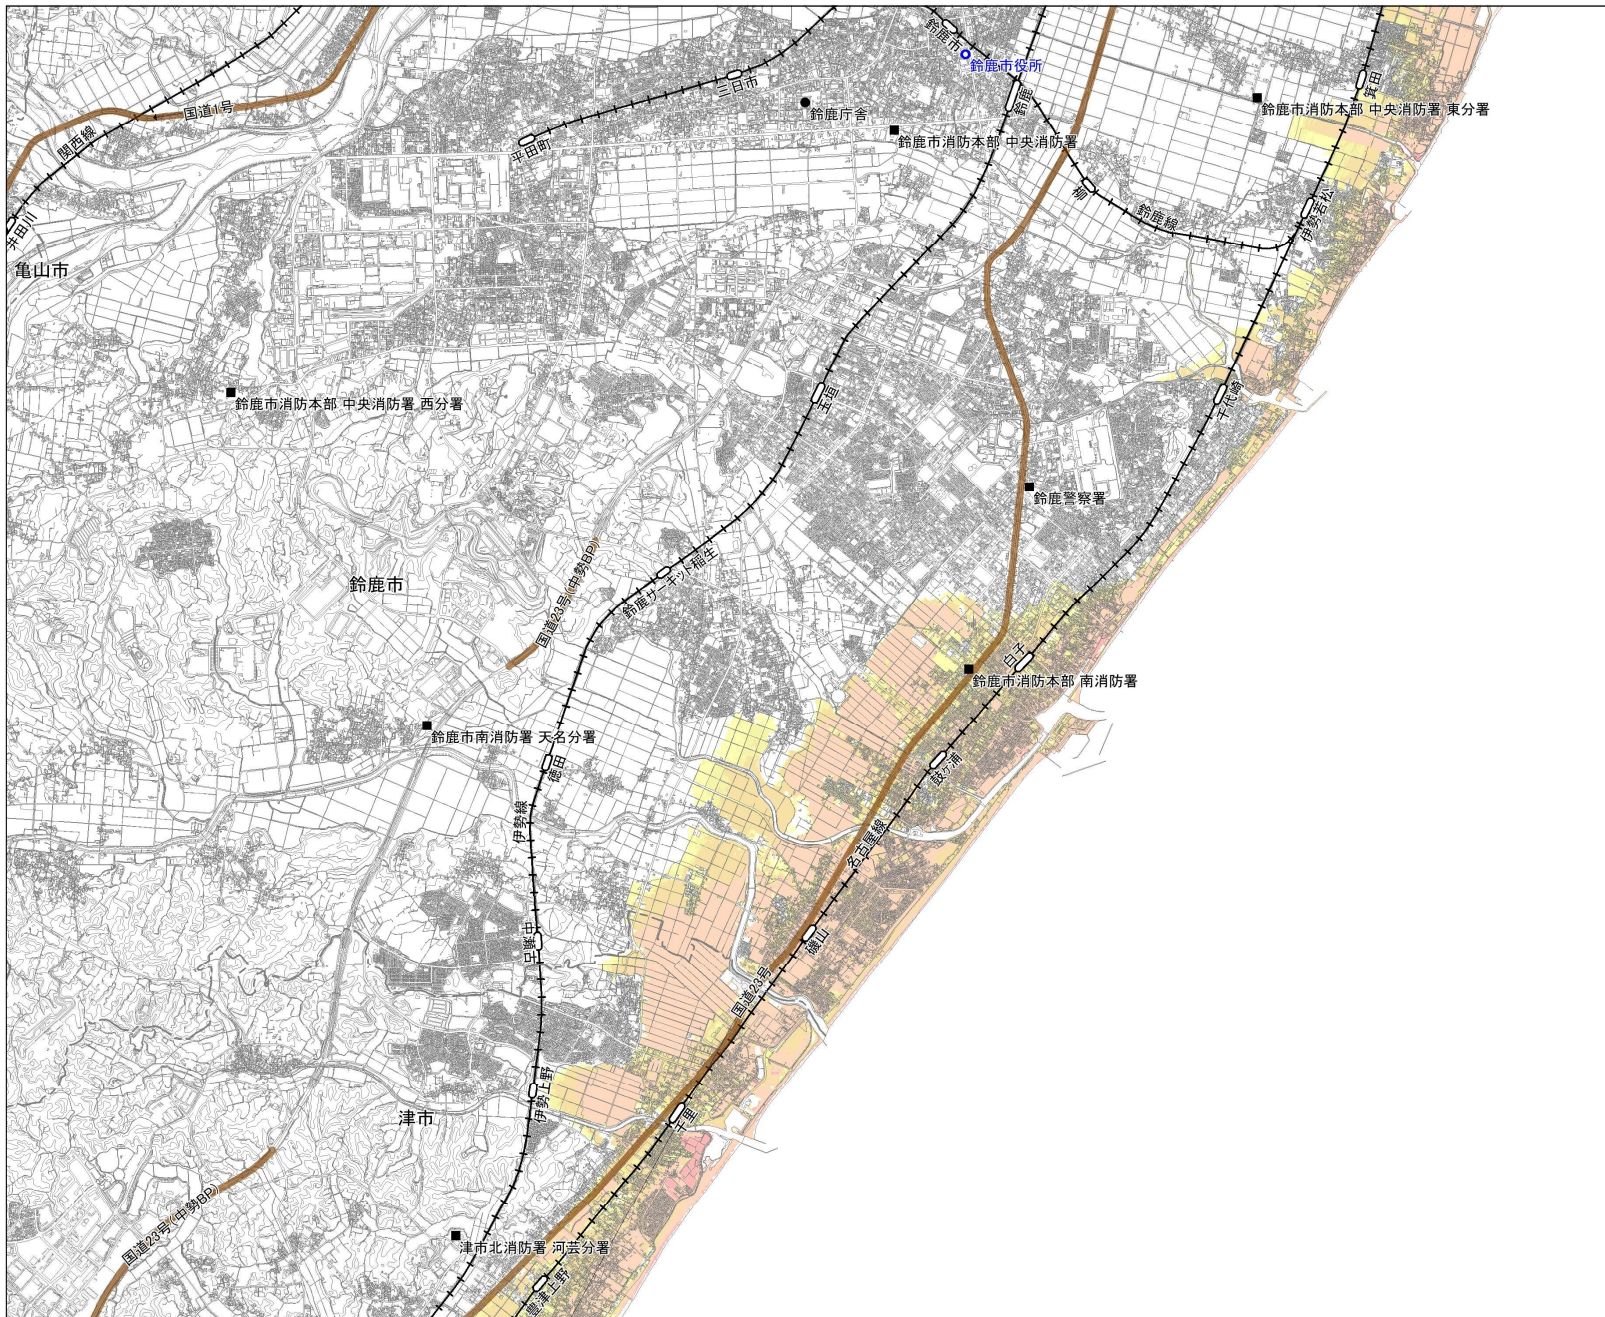 鈴鹿市
鈴鹿市役所
箕田
三日市
国道1号
鈴鹿
鈴鹿庁舎
鈴鹿市消防本部 中央消防署 東分署
関西線
平田町
鈴鹿市消防本部 中央消防署
柳
鈴鹿線
伊勢若松
井田川
亀山市
玉垣
千代崎
鈴鹿市消防本部 中央消防署 西分署
鈴鹿警察署
鈴鹿市
国道23号(中勢BP)
鈴鹿サーキット稲生
白子
鈴鹿市消防本部 南消防署
鈴鹿市南消防署 天名分署
徳田
鼓ヶ浦
伊勢線
名古屋線
中瀬古
磯山
国道23号
伊勢上野
千里
津市
国道23号(中勢BP)
津市北消防署 河芸分署
豊津上野